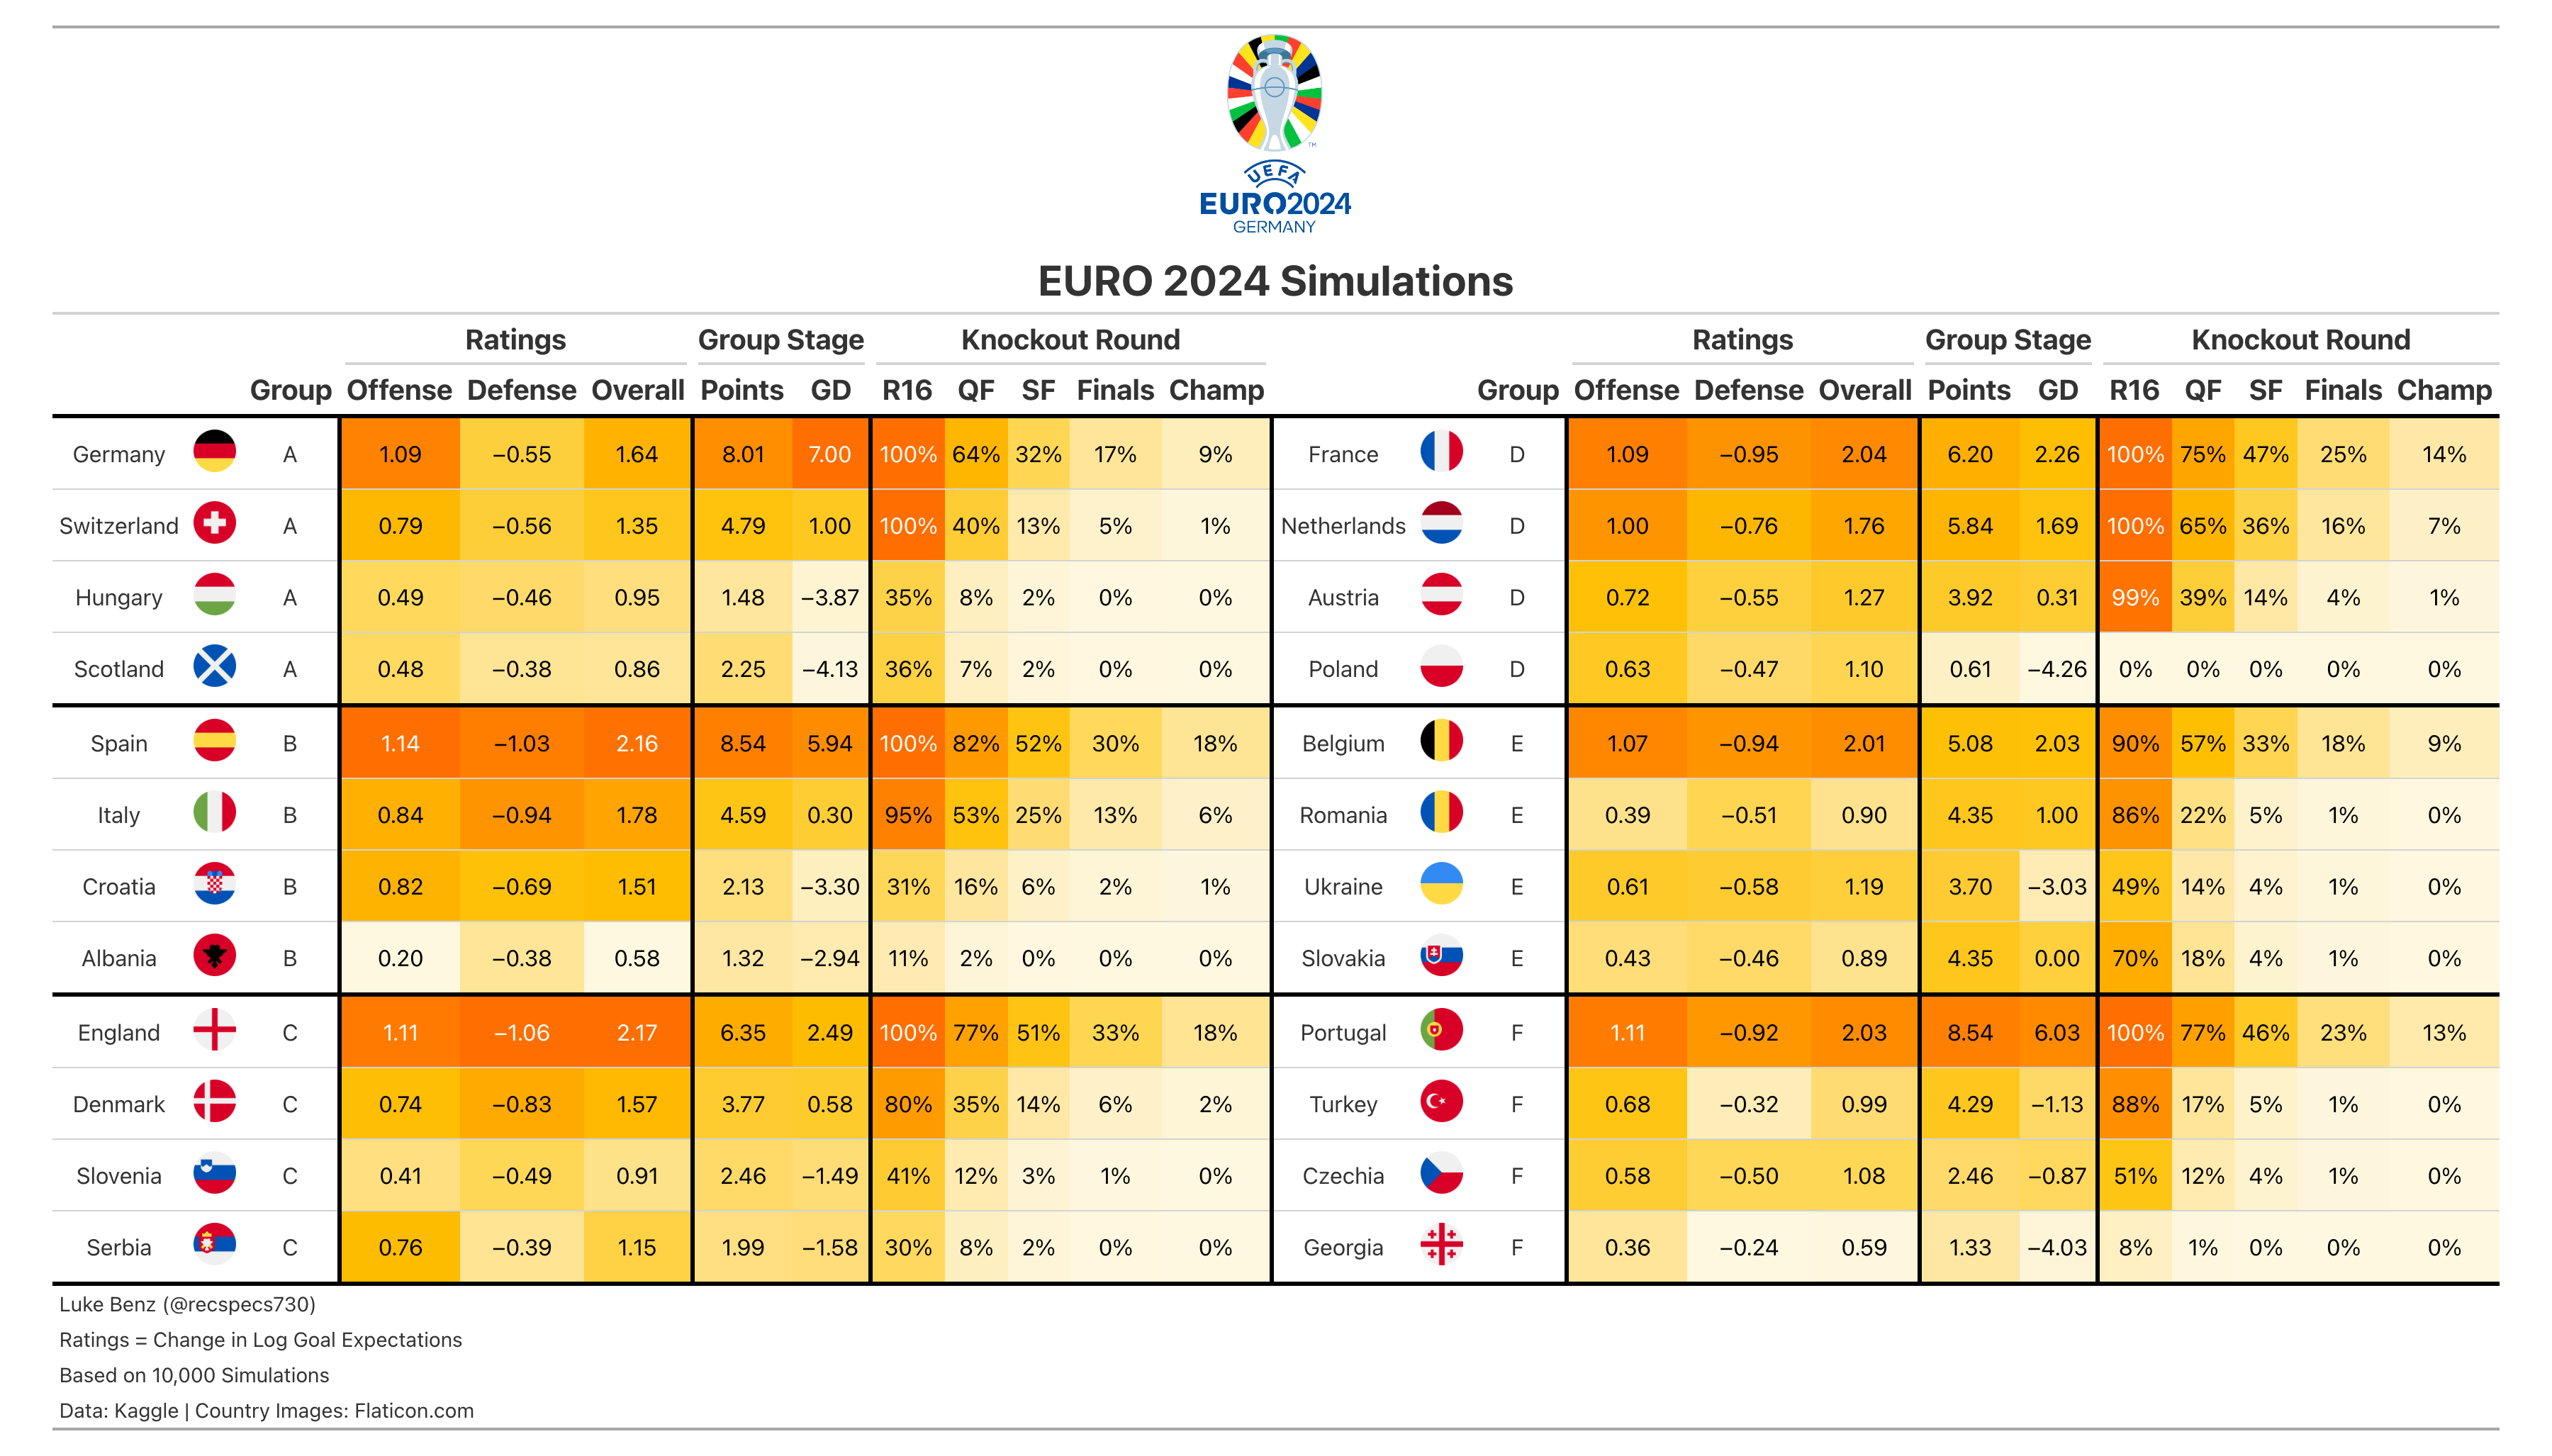 UEFA
EURO2024
GERMANY
™
EURO 2024 Simulations
Ratings Group Stage Knockout Round Ratings Group Stage Knockout Round
Group Offense Defense Overall Points GD R16 QF SF Finals Champ Group Offense Defense Overall Points GD R16 QF SF Finals Champ
Germany A 1.09 −0.55 1.64 8.01 7.00 100% 64% 32% 17% 9% France D 1.09 −0.95 2.04 6.20 2.26 100% 75% 47% 25% 14%
Switzerland A 0.79 −0.56 1.35 4.79 1.00 100% 40% 13% 5% 1% Netherlands D 1.00 −0.76 1.76 5.84 1.69 100% 65% 36% 16% 7%
Hungary A 0.49 −0.46 0.95 1.48 −3.87 35% 8% 2% 0% 0% Austria D 0.72 −0.55 1.27 3.92 0.31 99% 39% 14% 4% 1%
Scotland A 0.48 −0.38 0.86 2.25 −4.13 36% 7% 2% 0% 0% Poland D 0.63 −0.47 1.10 0.61 −4.26 0% 0% 0% 0% 0%
Spain B 1.14 −1.03 2.16 8.54 5.94 100% 82% 52% 30% 18% Belgium E 1.07 −0.94 2.01 5.08 2.03 90% 57% 33% 18% 9%
Italy B 0.84 −0.94 1.78 4.59 0.30 95% 53% 25% 13% 6% Romania E 0.39 −0.51 0.90 4.35 1.00 86% 22% 5% 1% 0%
Croatia B 0.82 −0.69 1.51 2.13 −3.30 31% 16% 6% 2% 1% Ukraine E 0.61 −0.58 1.19 3.70 −3.03 49% 14% 4% 1% 0%
Albania B 0.20 −0.38 0.58 1.32 −2.94 11% 2% 0% 0% 0% Slovakia E 0.43 −0.46 0.89 4.35 0.00 70% 18% 4% 1% 0%
England C 1.11 −1.06 2.17 6.35 2.49 100% 77% 51% 33% 18% Portugal F 1.11 −0.92 2.03 8.54 6.03 100% 77% 46% 23% 13%
Denmark C 0.74 −0.83 1.57 3.77 0.58 80% 35% 14% 6% 2% Turkey F 0.68 −0.32 0.99 4.29 −1.13 88% 17% 5% 1% 0%
Slovenia C 0.41 −0.49 0.91 2.46 −1.49 41% 12% 3% 1% 0% Czechia F 0.58 −0.50 1.08 2.46 −0.87 51% 12% 4% 1% 0%
Serbia C 0.76 −0.39 1.15 1.99 −1.58 30% 8% 2% 0% 0% Georgia F 0.36 −0.24 0.59 1.33 −4.03 8% 1% 0% 0% 0%
Luke Benz (@recspecs730)
Ratings = Change in Log Goal Expectations
Based on 10,000 Simulations
Data: Kaggle | Country Images: Flaticon.com